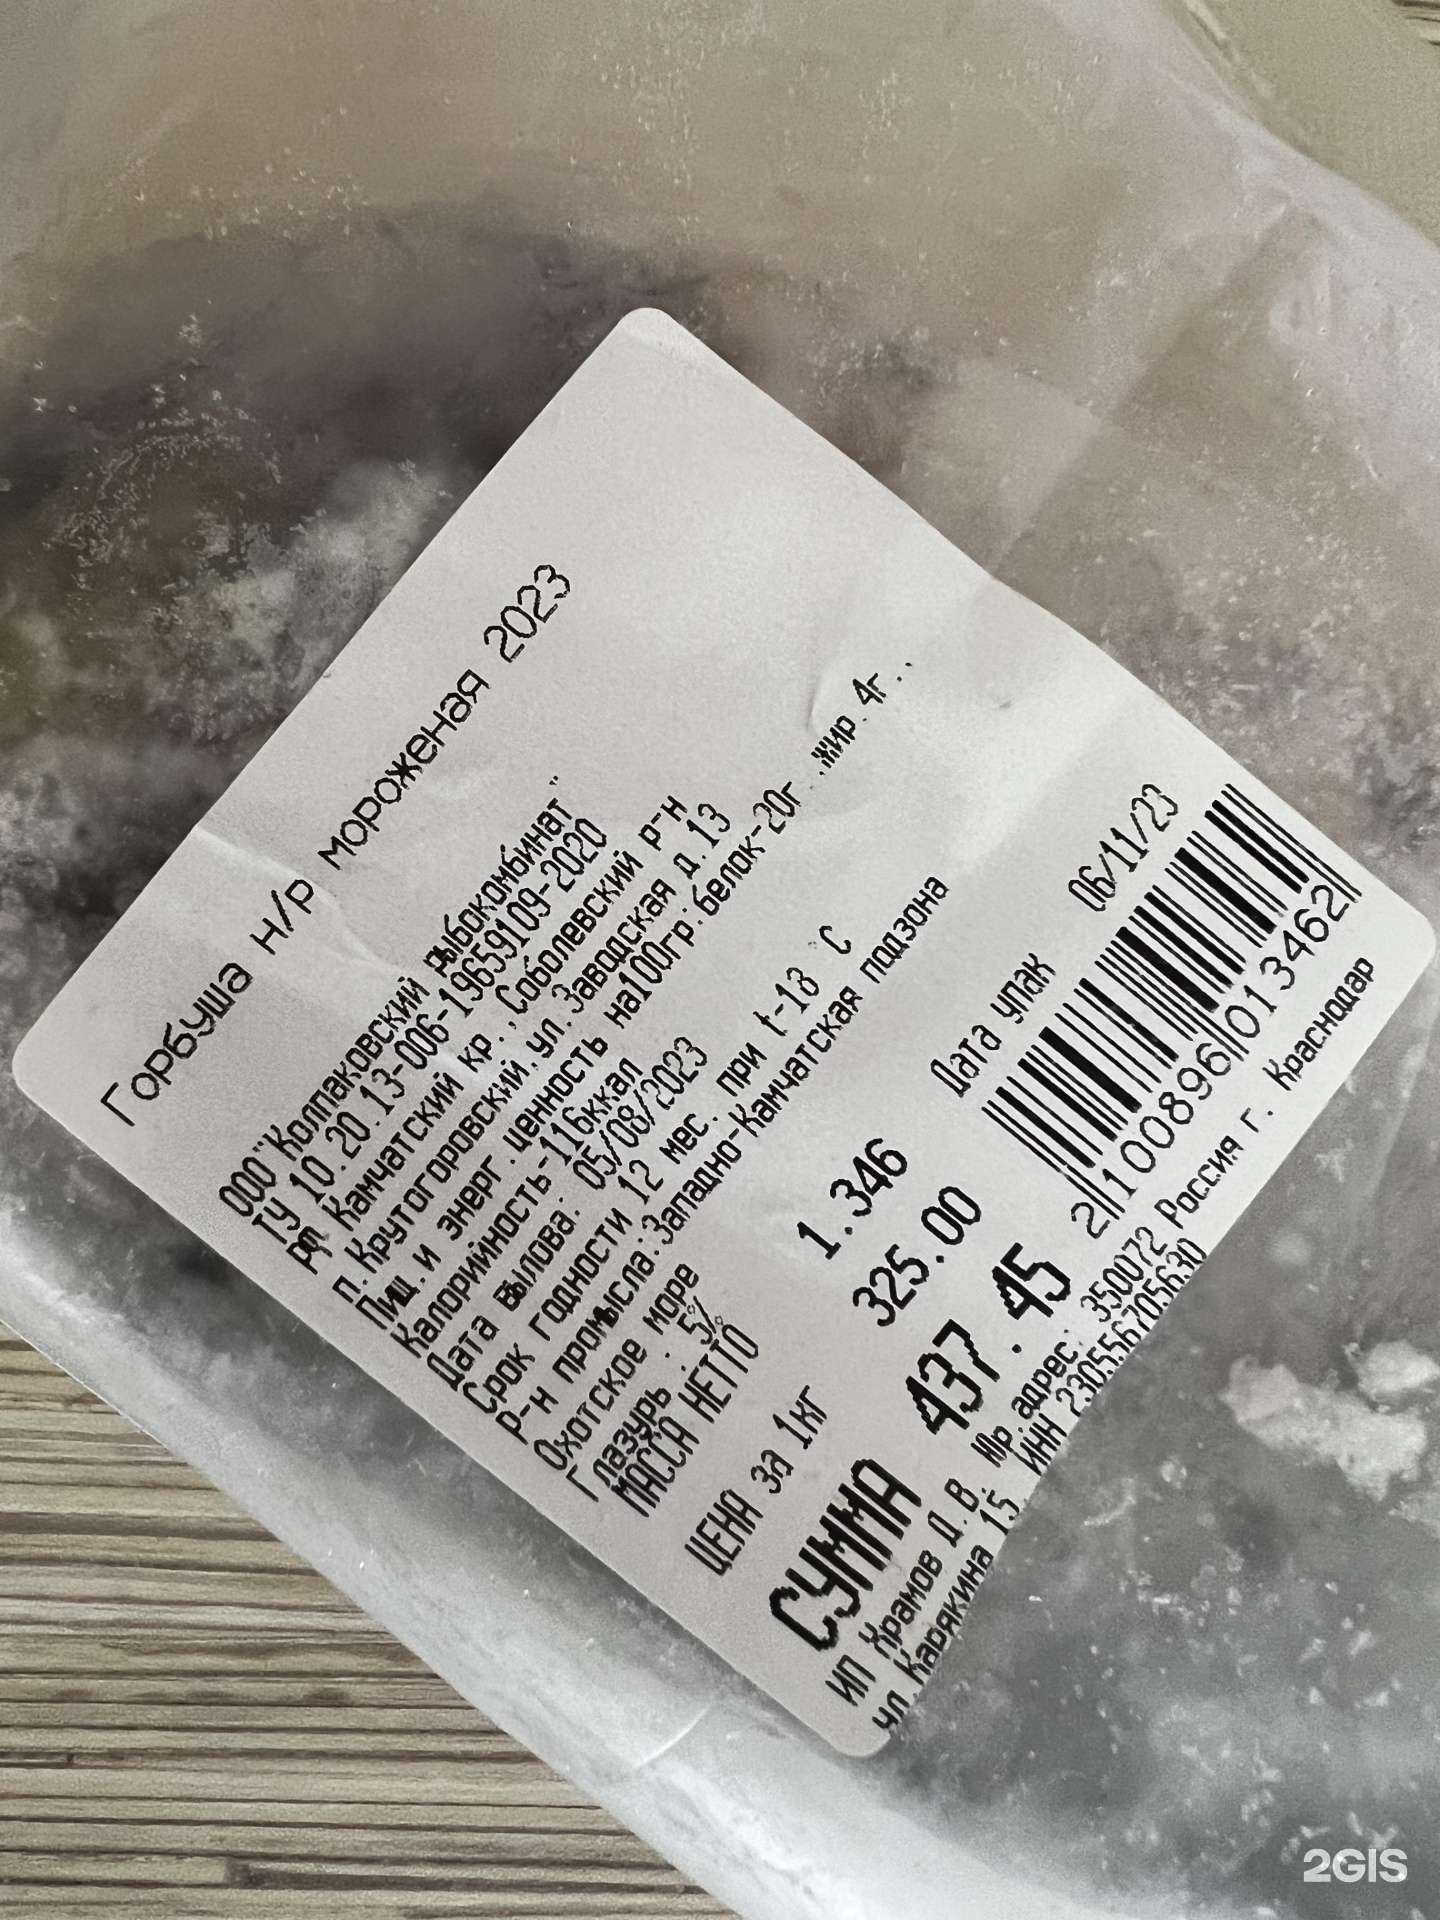 Горбуша н/р мороженая 2023
ООО"Колпаковский рыбокомбинат"
ТУ 10.20.13-006-19659109-2020
рф Камчатский кр.,Соболевский р-н
п.Крутогоровский,ул.Заводская д.13
Пищ.и энерг.ценность на100гр:белок-20г.,жир.4г..
Калорийность-116ккал
Дата вылова. 05/08/2023
Срок годности 12 мес. при t-18 С
р-н промысла:Западно-Камчатская подзона
Охотское море
Глазурь . 5%
МАССА НЕТТО 1.346
Дата упак 06/11/23
ЦЕНА за 1кг 325.00
СУММА 437.45
2100896013462
ИП Храмов Д.В. Юр.адрес: 350072 Россия г. Краснодар
ул.Карякина 15. ИНН 230556705630
2GIS